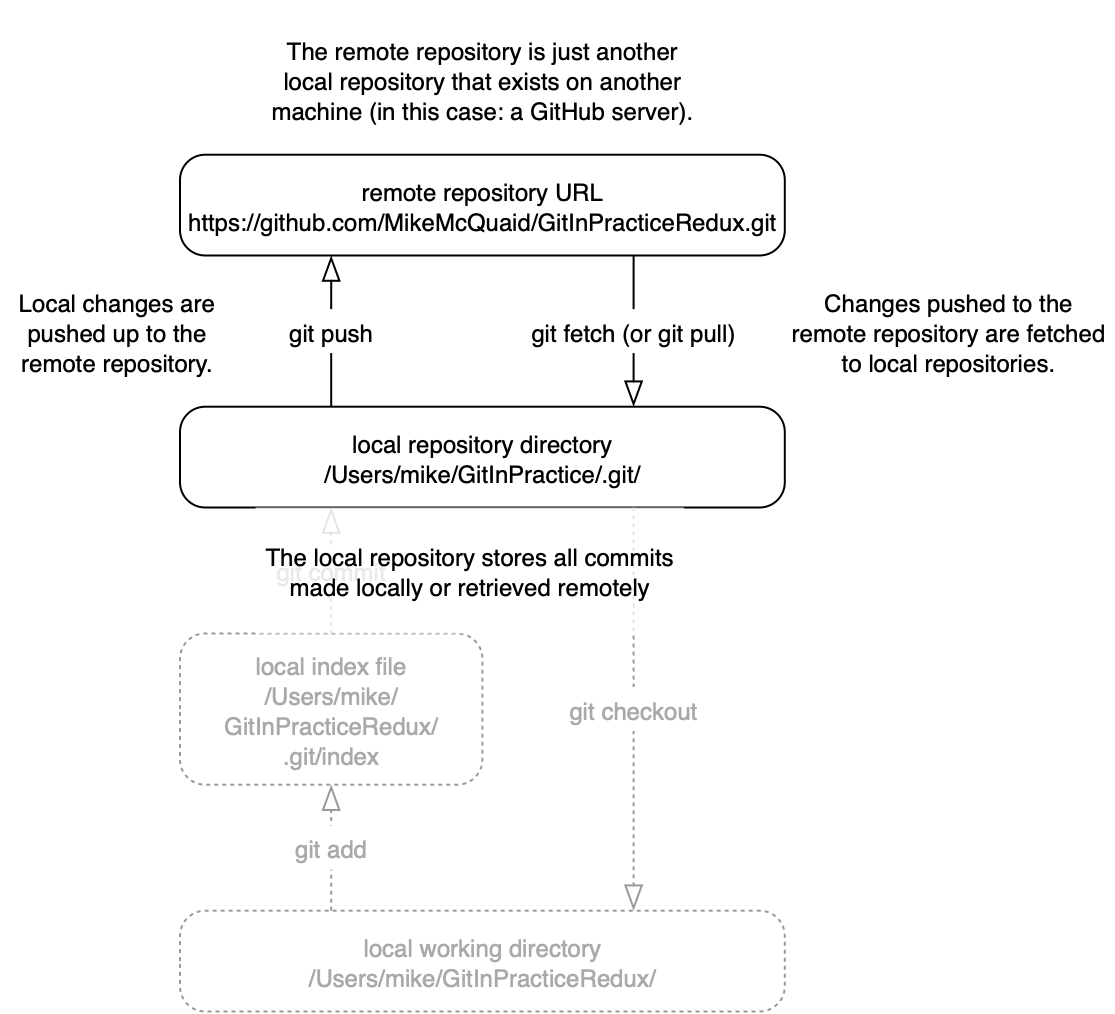 The remote repository is just another
local repository that exists on another
machine (in this case: a GitHub server).
remote repository URL
https://github.com/MikeMcQuaid/GitInPracticeRedux.git
Local changes are
pushed up to the
remote repository.
git push
git fetch (or git pull)
Changes pushed to the
remote repository are fetched
to local repositories.
local repository directory
/Users/mike/GitInPractice/.git/
The local repository stores all commits
made locally or retrieved remotely
git commit
local index file
/Users/mike/
GitInPracticeRedux/
.git/index
git checkout
git add
local working directory
/Users/mike/GitInPracticeRedux/